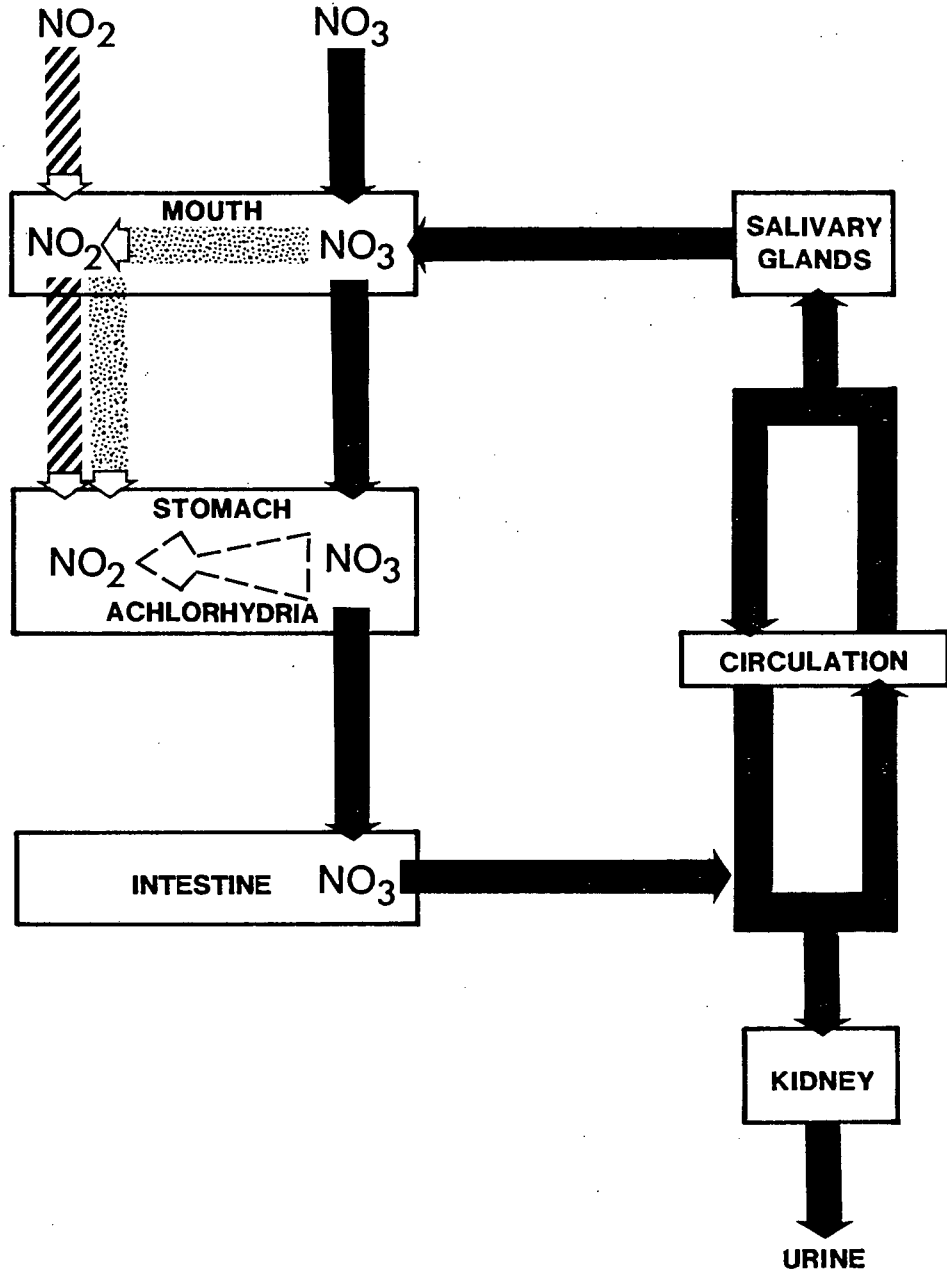 NO2
NO3
MOUTH
NO2
NO3
SALIVARY
GLANDS
STOMACH
NO2
NO3
ACHLORHYDRIA
CIRCULATION
INTESTINE
NO3
KIDNEY
URINE